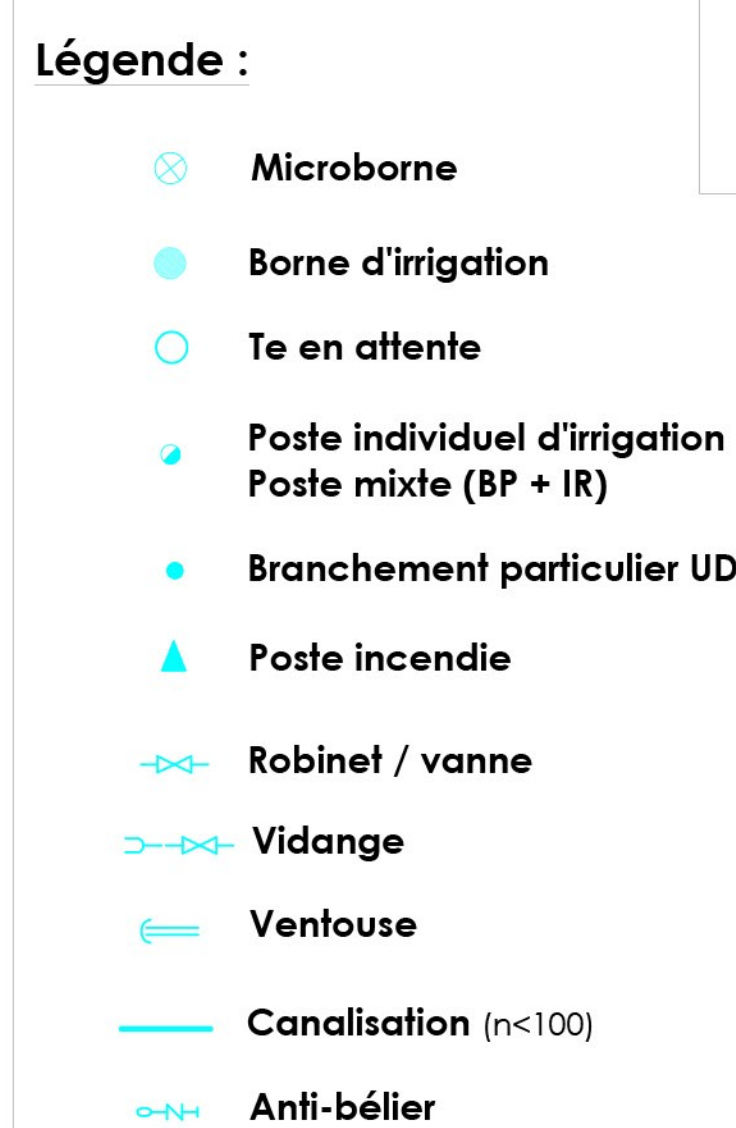 Légende :
Microborne
Borne d'irrigation
Te en attente
Poste individuel d'irrigation
Poste mixte (BP + IR)
Branchement particulier UD
Poste incendie
Robinet / vanne
Vidange
Ventouse
Canalisation (n<100)
Anti-bélier